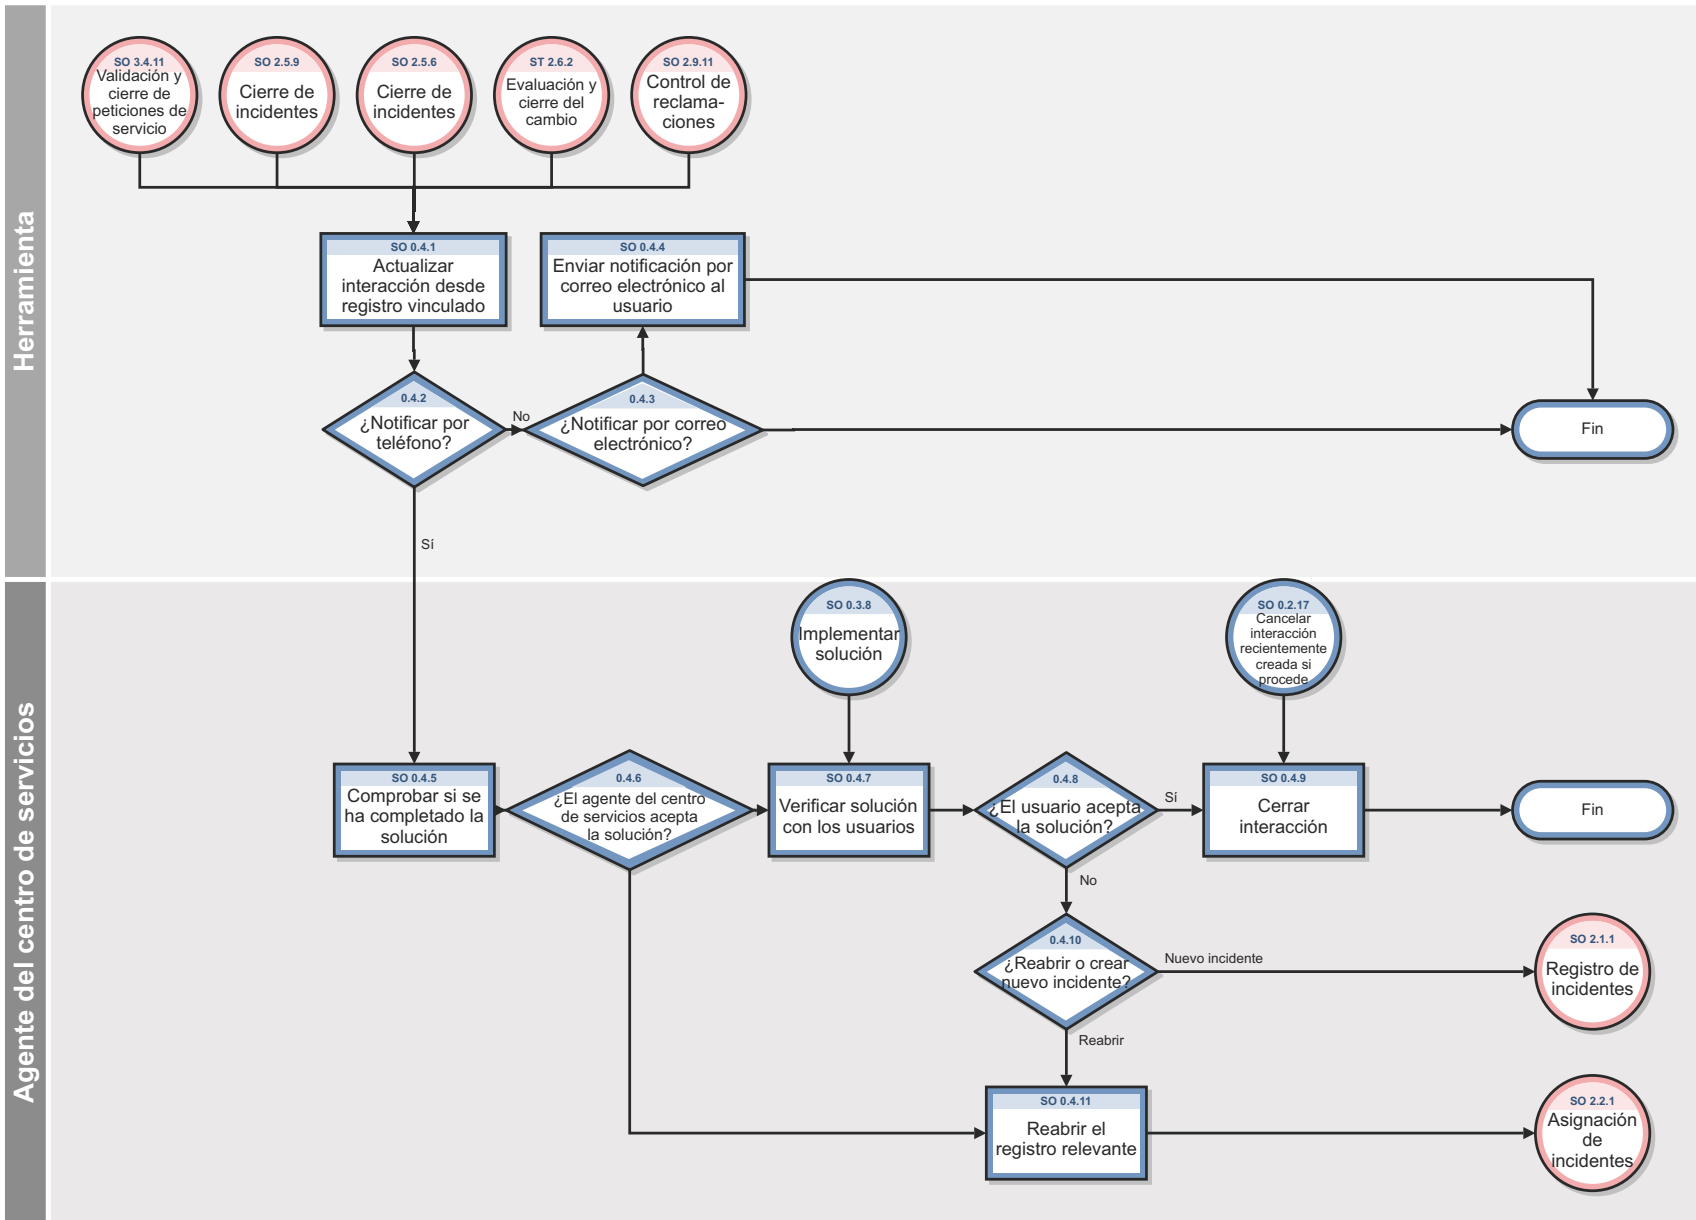 Herramienta
SO 3.4.11
Validación y
cierre de
peticiones de
servicio
SO 2.5.9
Cierre de
incidentes
SO 2.5.6
Cierre de
incidentes
ST 2.6.2
Evaluación y
cierre del
cambio
SO 2.9.11
Control de
reclama-
ciones
SO 0.4.1
Actualizar
interacción desde
registro vinculado
SO 0.4.4
Enviar notificación por
correo electrónico al
usuario
0.4.2
¿Notificar por
teléfono?
No
0.4.3
¿Notificar por correo
electrónico?
Fin
Sí
Agente del centro de servicios
SO 0.3.8
Implementar
solución
SO 0.2.17
Cancelar
interacción
recientemente
creada si
procede
SO 0.4.5
Comprobar si se
ha completado la
solución
0.4.6
¿El agente del centro
de servicios acepta
la solución?
SO 0.4.7
Verificar solución
con los usuarios
0.4.8
¿El usuario acepta
la solución?
Sí
SO 0.4.9
Cerrar
interacción
Fin
No
0.4.10
¿Reabrir o crear
nuevo incidente?
Nuevo incidente
SO 2.1.1
Registro de
incidentes
Reabrir
SO 0.4.11
Reabrir el
registro relevante
SO 2.2.1
Asignación
de
incidentes